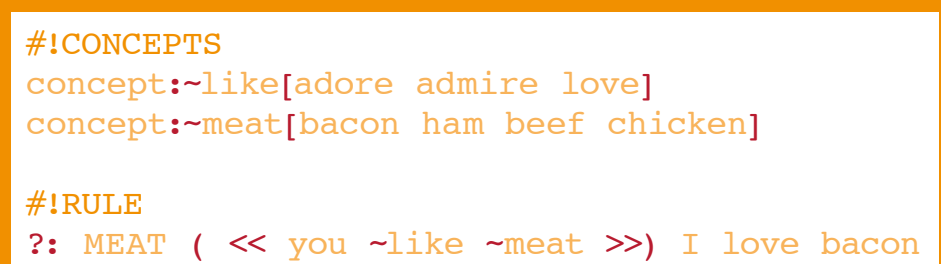 #!CONCEPTS
concept:~like[adore admire love]
concept:~meat[bacon ham beef chicken]
#!RULE
?: MEAT ( << you ~like ~meat >>) I love bacon